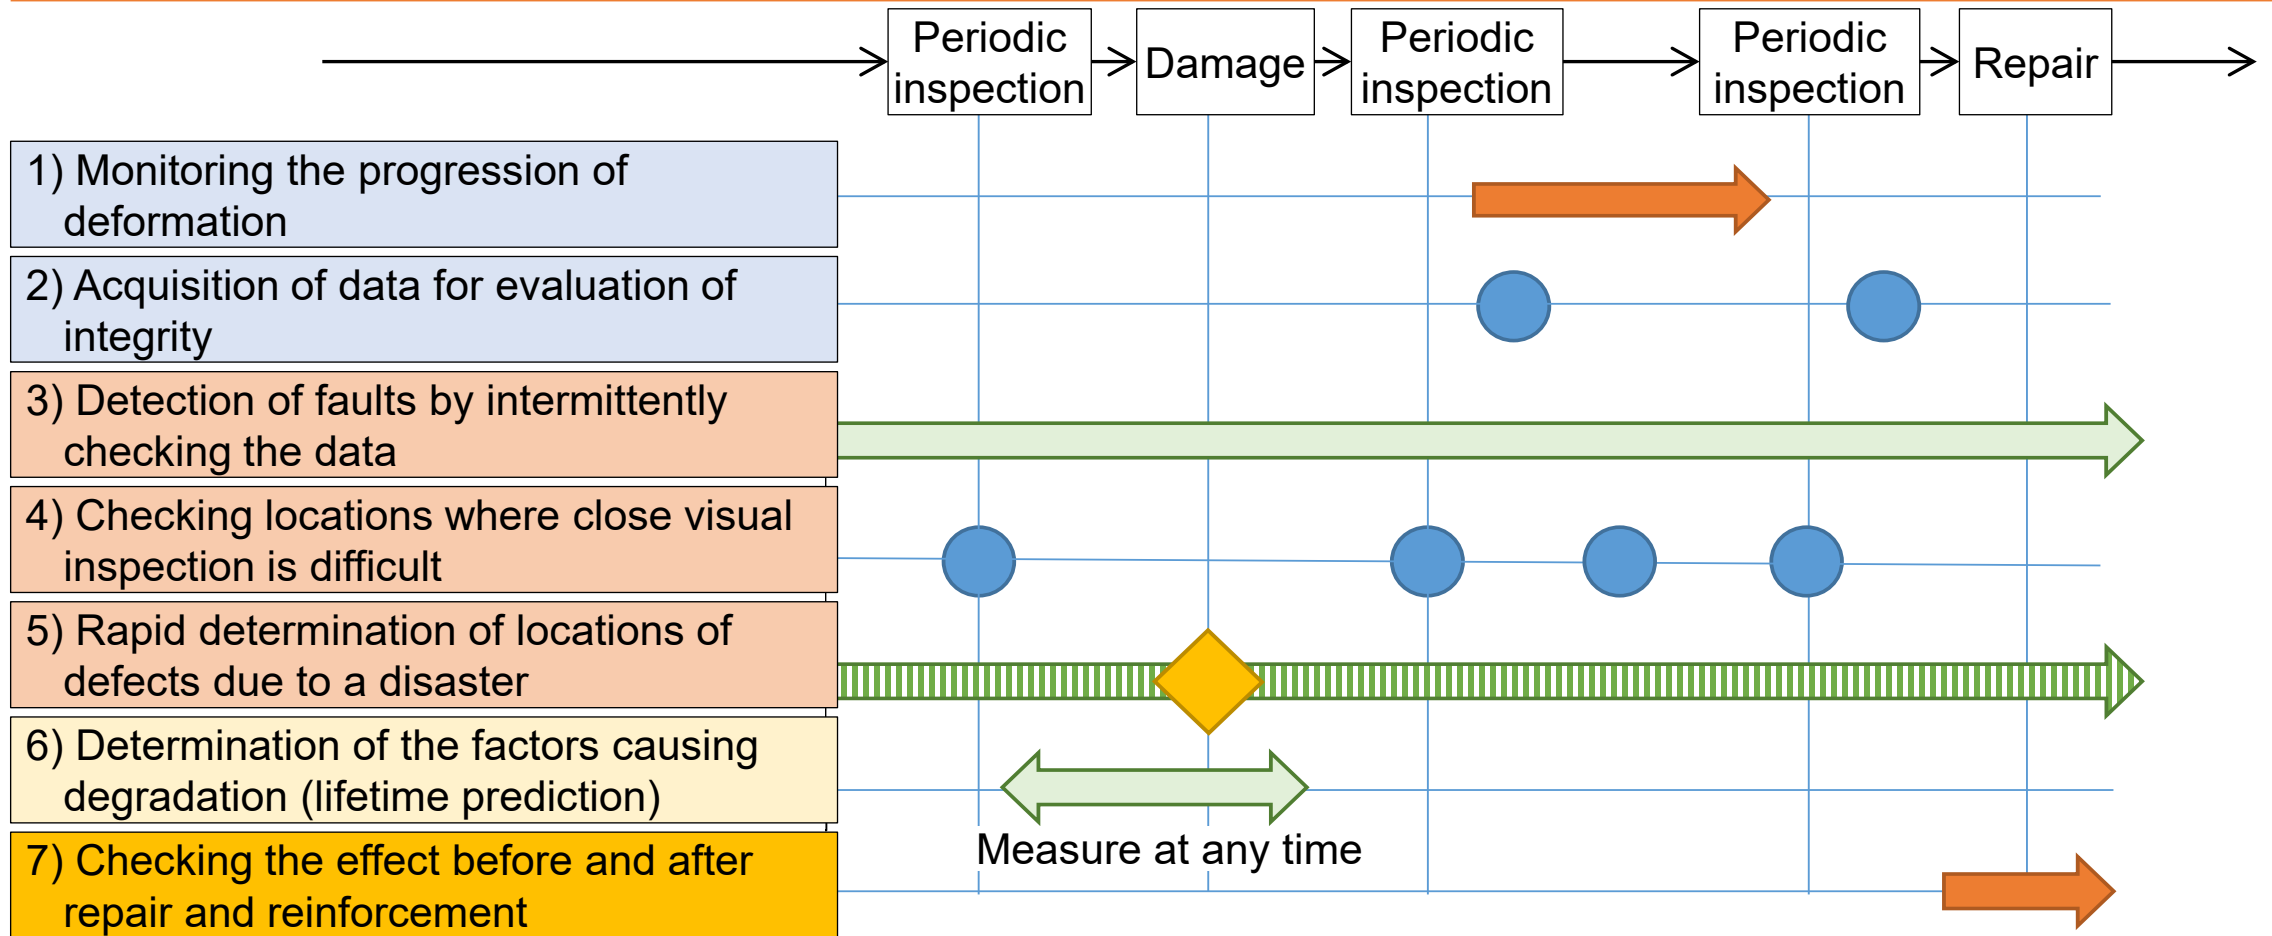 Periodic
inspection
Damage
Periodic
inspection
Periodic
inspection
Repair
1) Monitoring the progression of
deformation
2) Acquisition of data for evaluation of
integrity
3) Detection of faults by intermittently
checking the data
4) Checking locations where close visual
inspection is difficult
5) Rapid determination of locations of
defects due to a disaster
6) Determination of the factors causing
degradation (lifetime prediction)
Measure at any time
7) Checking the effect before and after
repair and reinforcement